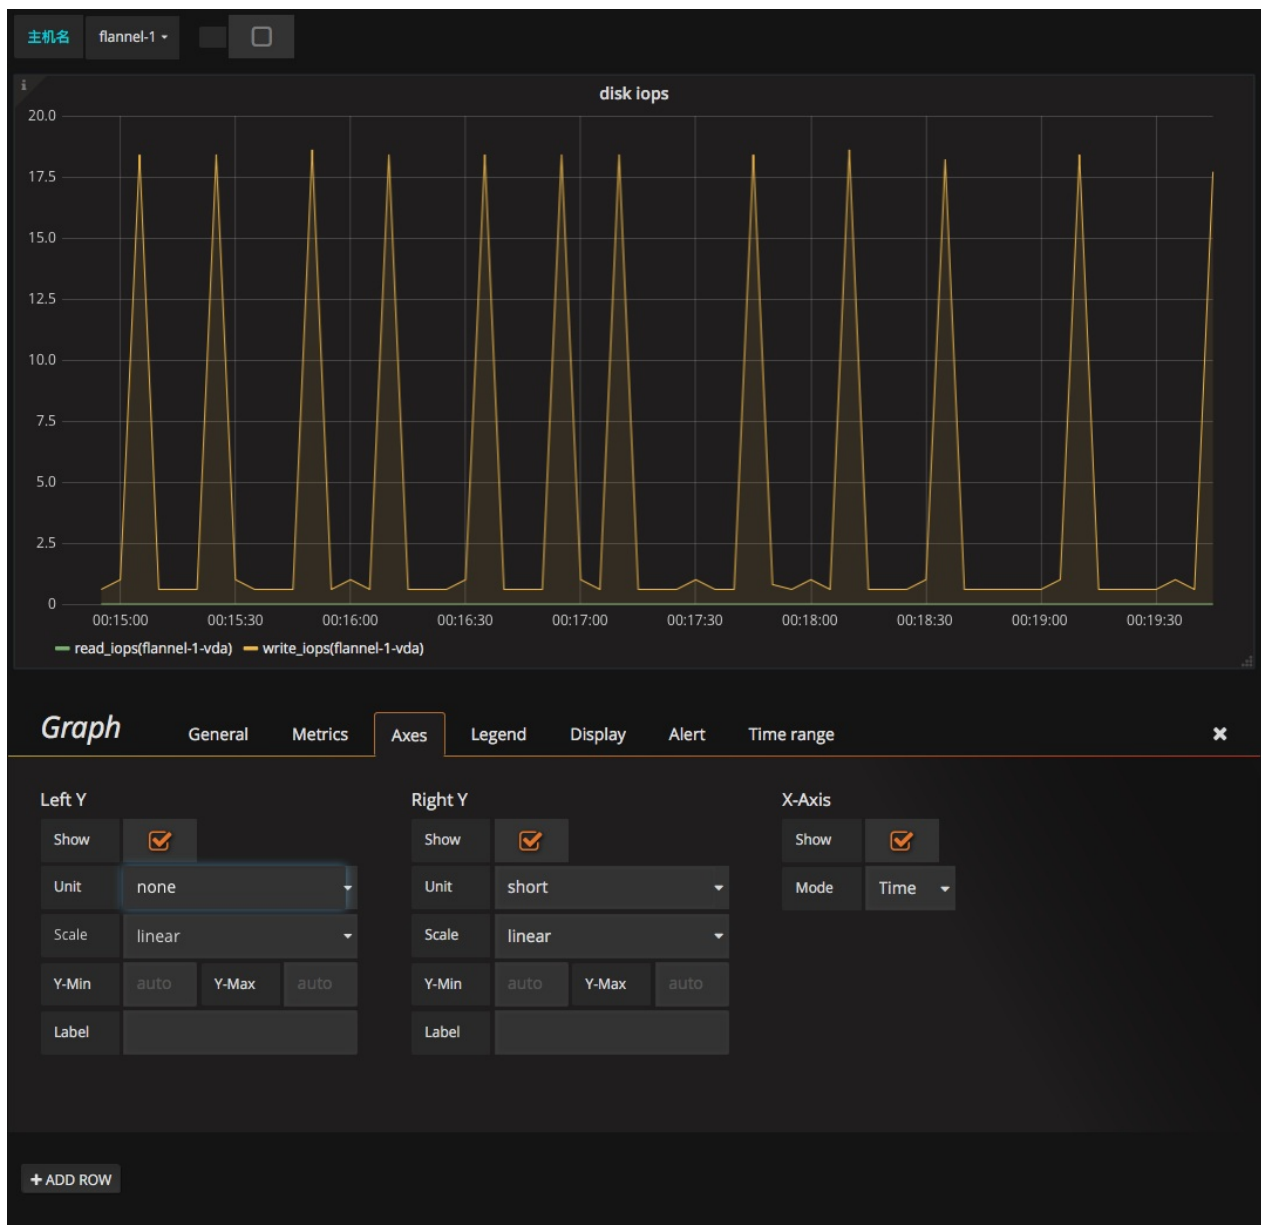 主机名 flannel-1
i
disk iops
20.0
17.5
15.0
12.5
10.0
7.5
5.0
2.5
0
00:15:00 00:15:30 00:16:00 00:16:30 00:17:00 00:17:30 00:18:00 00:18:30 00:19:00 00:19:30
read_iops(flannel-1-vda) write_iops(flannel-1-vda)
Graph General Metrics Axes Legend Display Alert Time range
Left Y Right Y X-Axis
Show Show Show
Unit none Unit short Mode Time
Scale linear Scale linear
Y-Min auto Y-Max auto Y-Min auto Y-Max auto
Label Label
+ ADD ROW